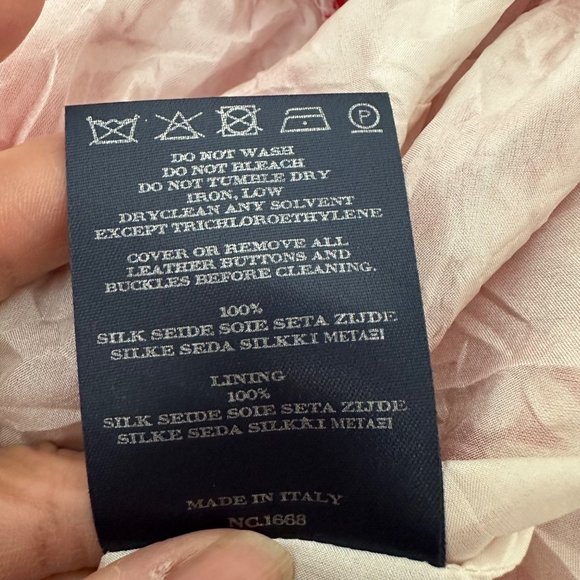 P
DO NOT WASH
DO NOT BLEACH
DO NOT TUMBLE DRY
IRON, LOW
DRYCLEAN ANY SOLVENT
EXCEPT TRICHLOROETHYLENE
COVER OR REMOVE ALL
LEATHER BUTTONS AND
BUCKLES BEFORE CLEANING.
100%
SILK SEIDE SOIE SETA ZIJDE
SILKE SEDA SILKKI ΜΕΤΑΞΙ
LINING
100%
SILK SEIDE SOIE SETA ZIJDE
SILKE SEDA SILKKI ΜΕΤΑΞΙ
MADE IN ITALY
NC.1668